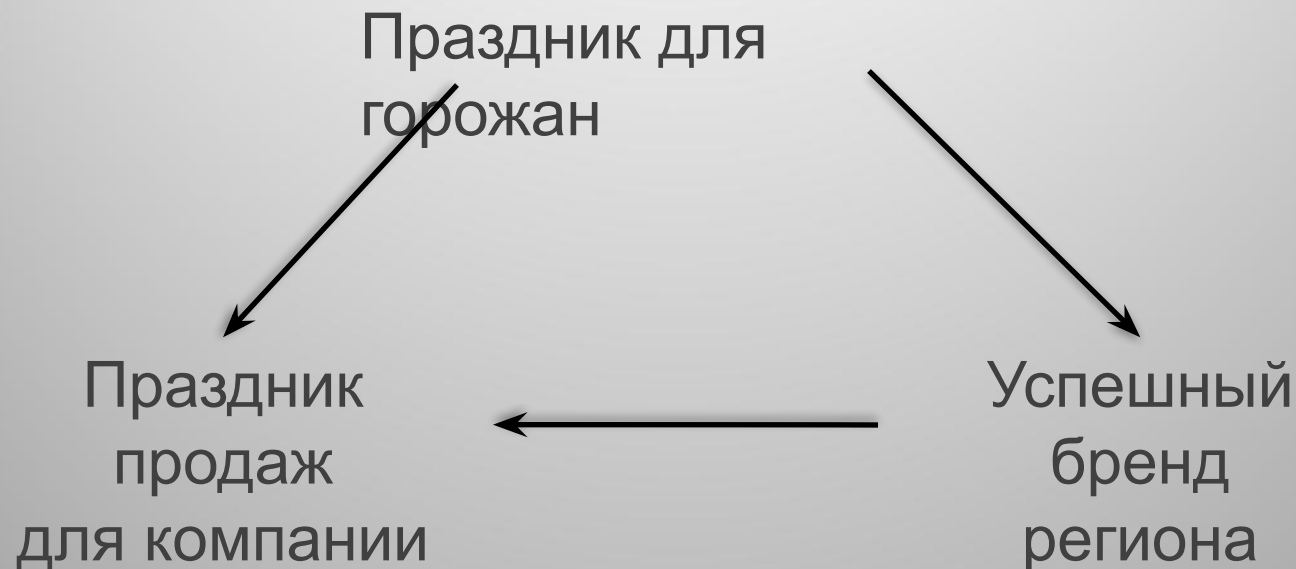 Праздник для
горожан
Праздник
продаж
для компании
Успешный
бренд
региона